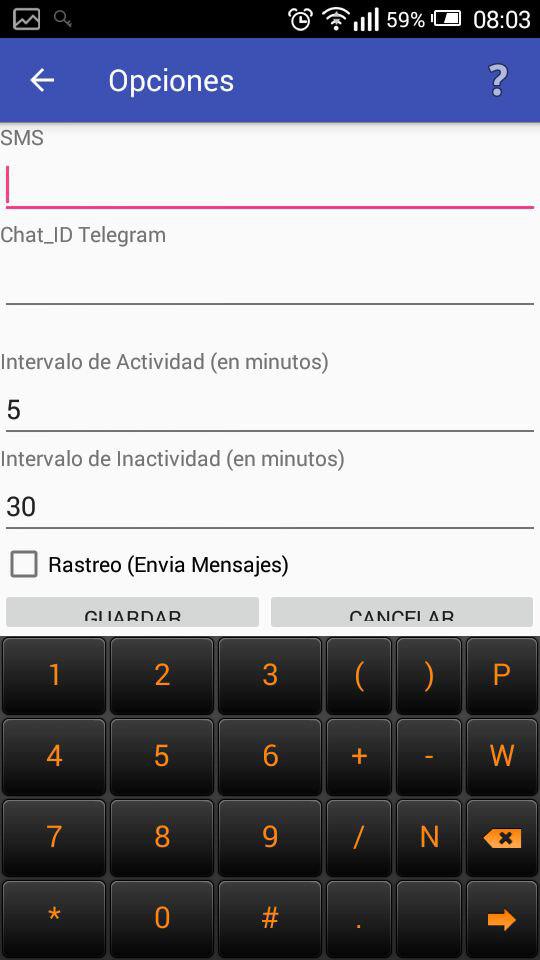 59% 08:03
Opciones ?
SMS
Chat_ID Telegram
Intervalo de Actividad (en minutos)
5
Intervalo de Inactividad (en minutos)
30
Rastreo (Envia Mensajes)
GUARDAR CANCELAR
1 2 3 ( ) P
4 5 6 + - W
7 8 9 / N
* 0 # .